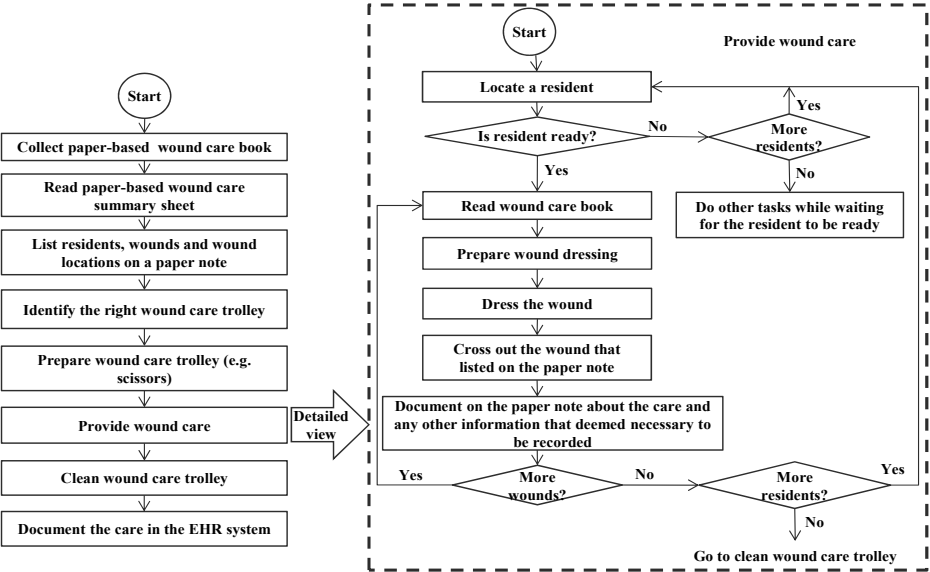 Start
Collect paper-based wound care book
Read paper-based wound care
summary sheet
List residents, wounds and wound
locations on a paper note
Identify the right wound care trolley
Prepare wound care trolley (e.g.
scissors)
Provide wound care
Clean wound care trolley
Document the care in the EHR system
Detailed
view
Start
Provide wound care
Locate a resident
Is resident ready?
No
More
residents?
Yes
No
Do other tasks while waiting
for the resident to be ready
Yes
Read wound care book
Prepare wound dressing
Dress the wound
Cross out the wound that
listed on the paper note
Document on the paper note about the care and
any other information that deemed necessary to
be recorded
More
wounds?
Yes
No
More
residents?
Yes
No
Go to clean wound care trolley